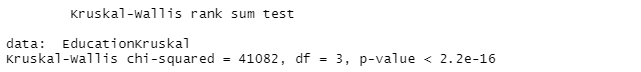 Kruskal-Wallis rank sum test
data:  EducationKruskal
Kruskal-Wallis chi-squared = 41082, df = 3, p-value < 2.2e-16